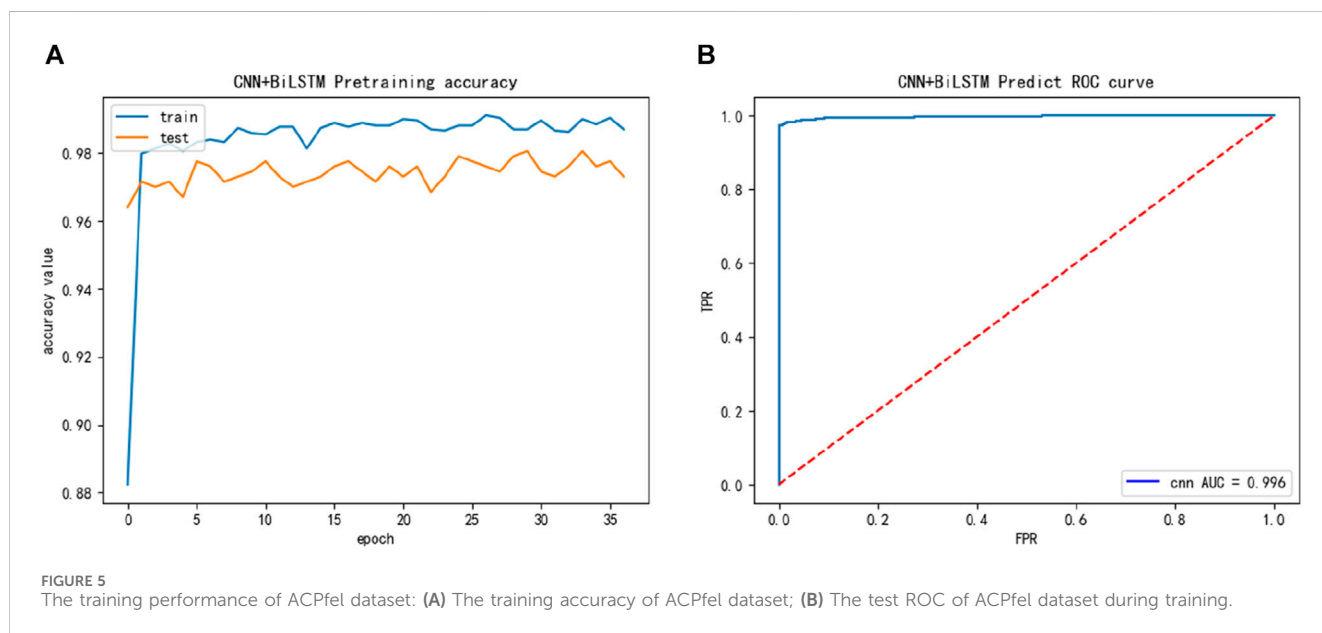 A
CNN+BiLSTM Pretraining accuracy
train
test
0.98
0.96
0.94
0.92
0.90
0.88
accuracy value
0 5 10 15 20 25 30 35
epoch
B
CNN+BiLSTM Predict ROC curve
1.0
0.8
0.6
0.4
0.2
0.0
TPR
cnn AUC = 0.996
0.0 0.2 0.4 0.6 0.8 1.0
FPR
FIGURE 5
The training performance of ACPfel dataset: (A) The training accuracy of ACPfel dataset; (B) The test ROC of ACPfel dataset during training.